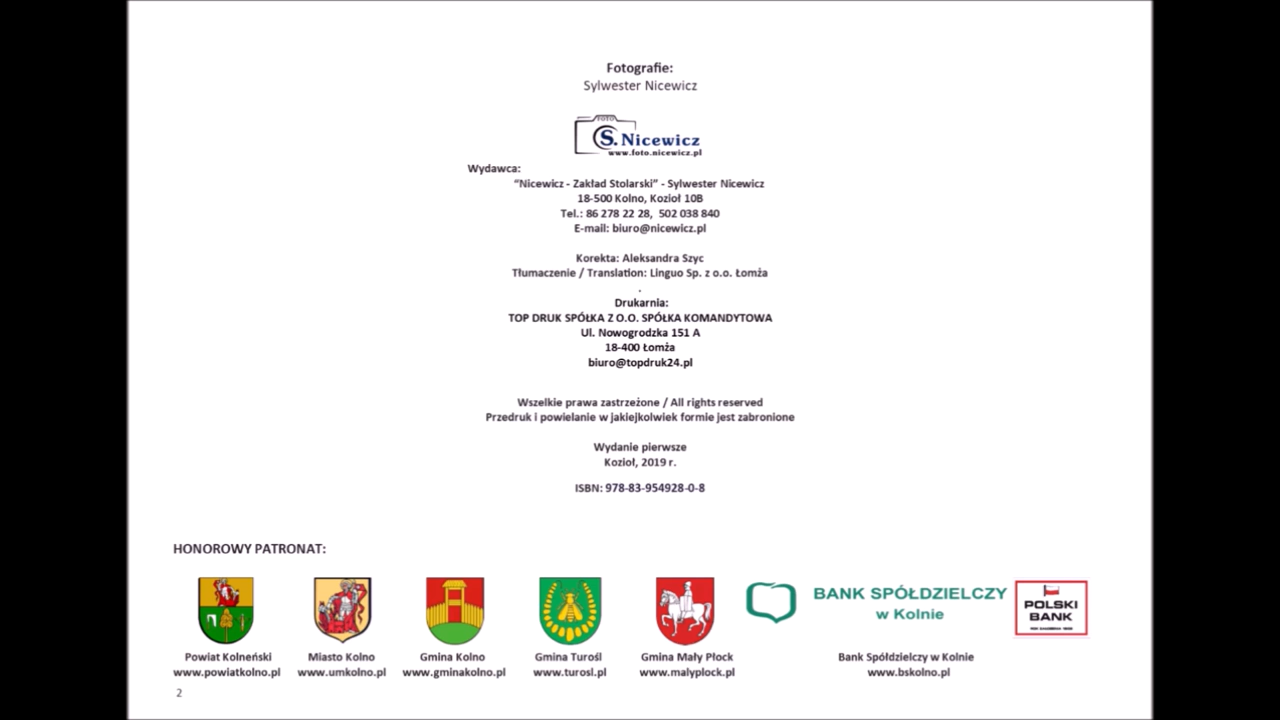 Fotografie:
Sylwester Nicewicz
FOTO
S. Nicewicz
www.foto.nicewicz.pl
Wydawca:
“Nicewicz - Zakład Stolarski” - Sylwester Nicewicz
18-500 Kolno, Kozioł 10B
Tel.: 86 278 22 28, 502 038 840
E-mail: biuro@nicewicz.pl
Korekta: Aleksandra Szyc
Tłumaczenie / Translation: Linguo Sp. z o.o. Łomża
.
Drukarnia:
TOP DRUK SPÓŁKA Z O.O. SPÓŁKA KOMANDYTOWA
Ul. Nowogrodzka 151 A
18-400 Łomża
biuro@topdruk24.pl
Wszelkie prawa zastrzeżone / All rights reserved
Przedruk i powielanie w jakiejkolwiek formie jest zabronione
Wydanie pierwsze
Kozioł, 2019 r.
ISBN: 978-83-954928-0-8
HONOROWY PATRONAT:
BANK SPÓŁDZIELCZY
w Kolnie
POLSKI
BANK
Powiat Kolneński
www.powiatkolno.pl
Miasto Kolno
www.umkolno.pl
Gmina Kolno
www.gminakolno.pl
Gmina Turośl
www.turosl.pl
Gmina Mały Płock
www.malyplock.pl
Bank Spółdzielczy w Kolnie
www.bskolno.pl
2